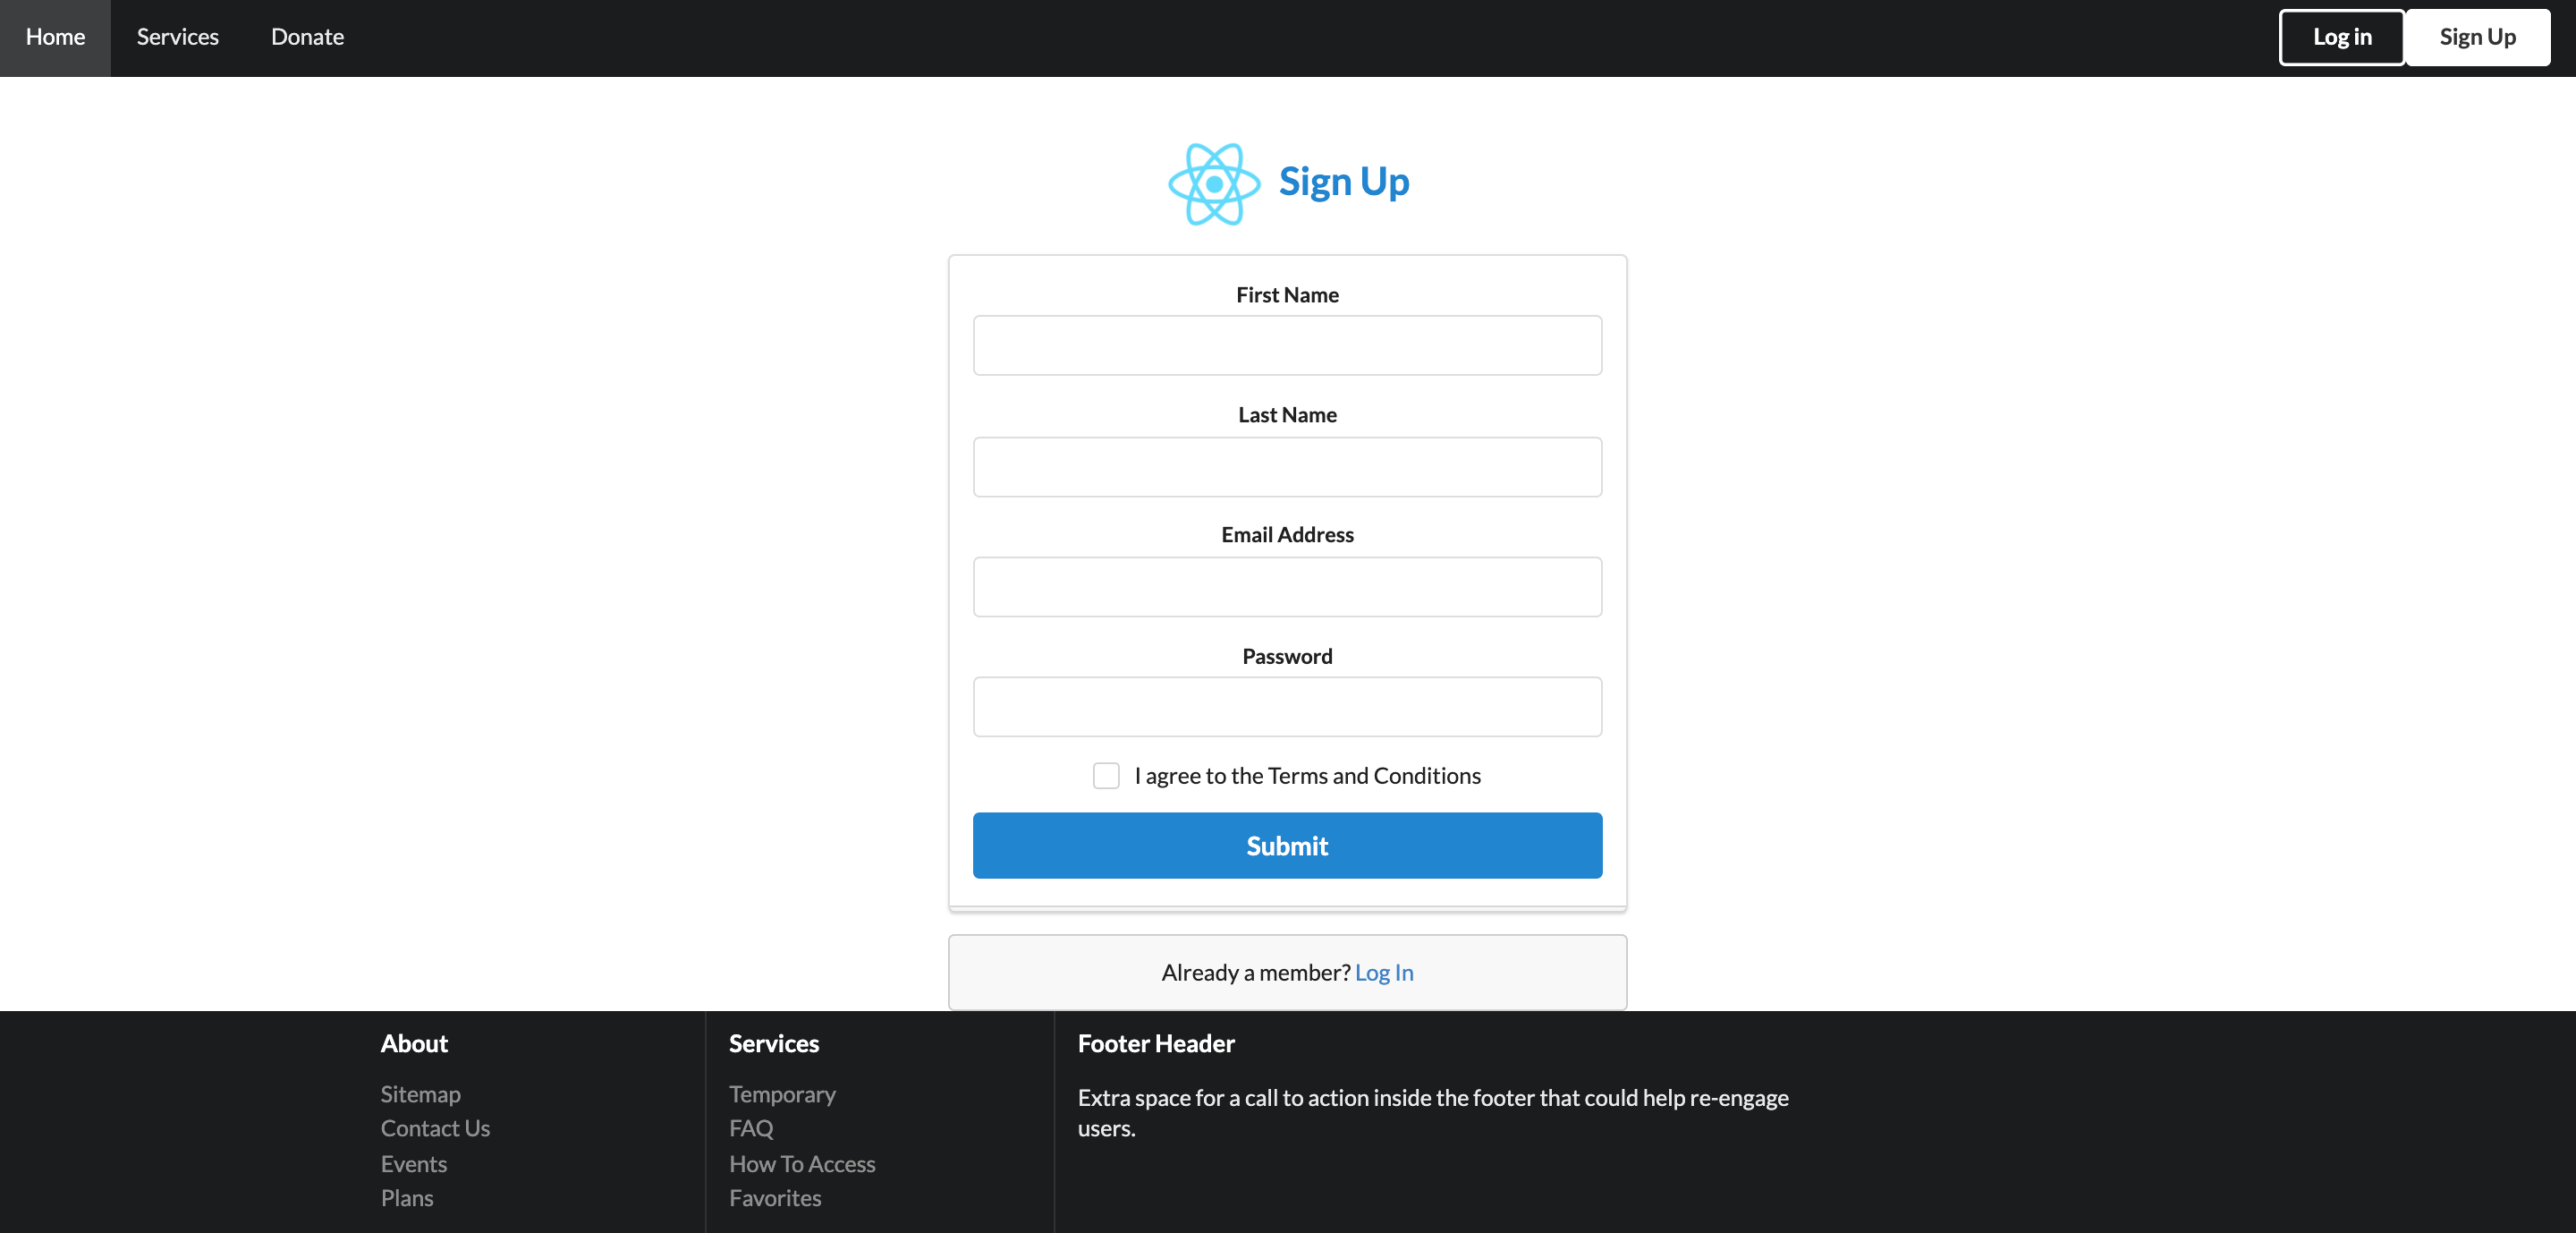 Home Services Donate Log in Sign Up
Sign Up
First Name
Last Name
Email Address
Password
I agree to the Terms and Conditions
Submit
Already a member? Log In
About
Sitemap
Contact Us
Events
Plans
Services
Temporary
FAQ
How To Access
Favorites
Footer Header
Extra space for a call to action inside the footer that could help re-engage
users.